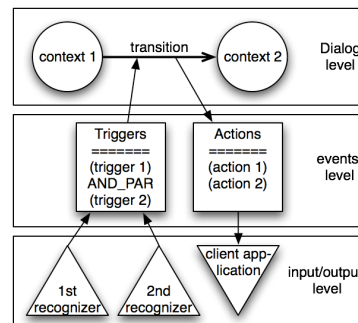 transition
context 1
context 2
Dialog
level
Triggers
=======
(trigger 1)
AND_PAR
(trigger 2)
Actions
=======
(action 1)
(action 2)
events
level
1st
recognizer
2nd
recognizer
client app-
lication
input/output
level